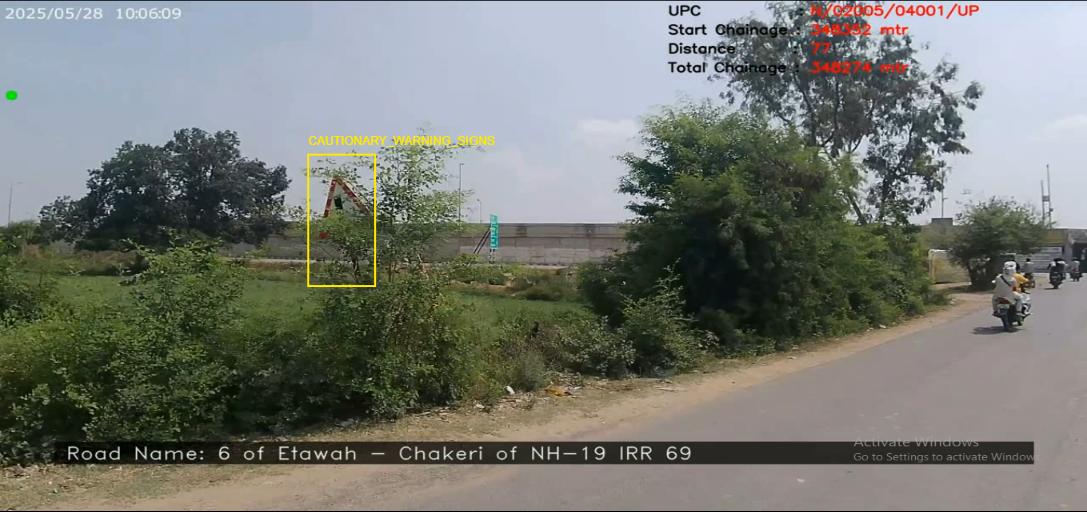 2025/05/28 10:06:09
UPC : N/02005/04001/UP
Start Chainage : 348352 mtr
Distance : 77
Total Chainage : 348274 mtr
CAUTIONARY_WARNING_SIGNS
Road Name: 6 of Etawah - Chakeri of NH-19 IRR 69
Activate Windows
Go to Settings to activate Windows.